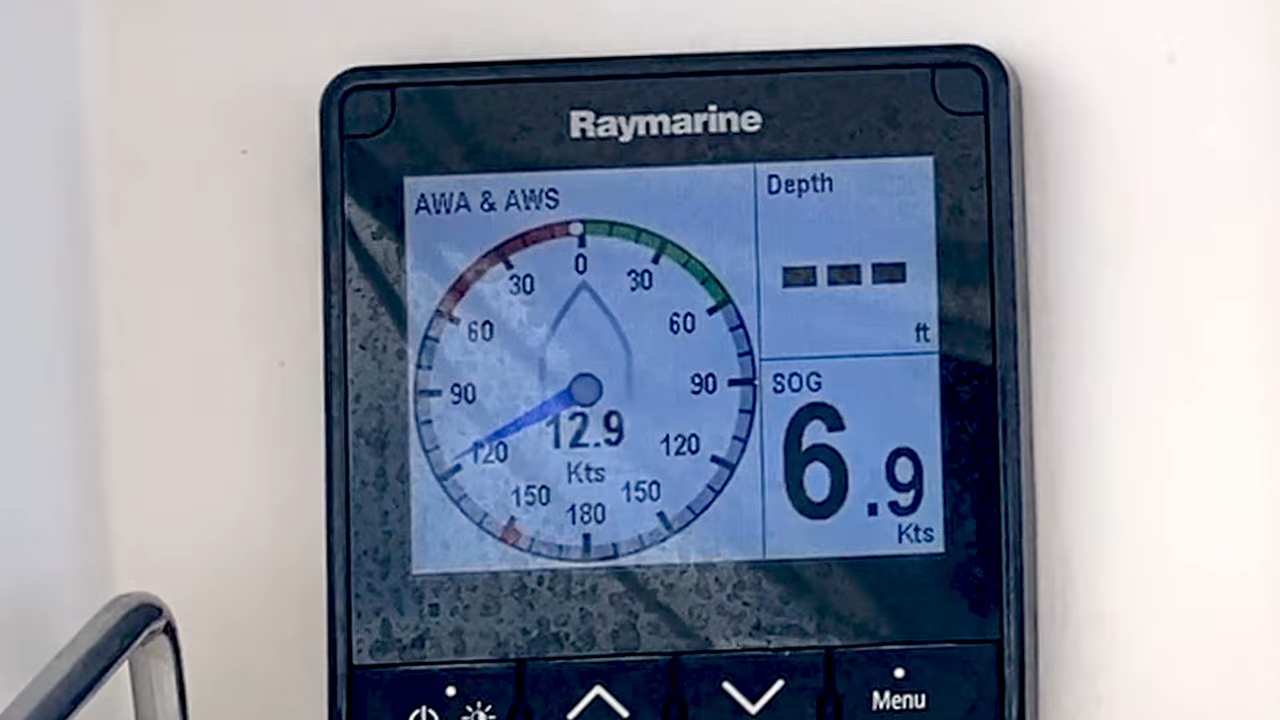 Raymarine
AWA & AWS
0
30
30
60
60
90
90
120
120
150
150
180
12.9
Kts
Depth
---
ft
SOG
6.9
Kts
Menu